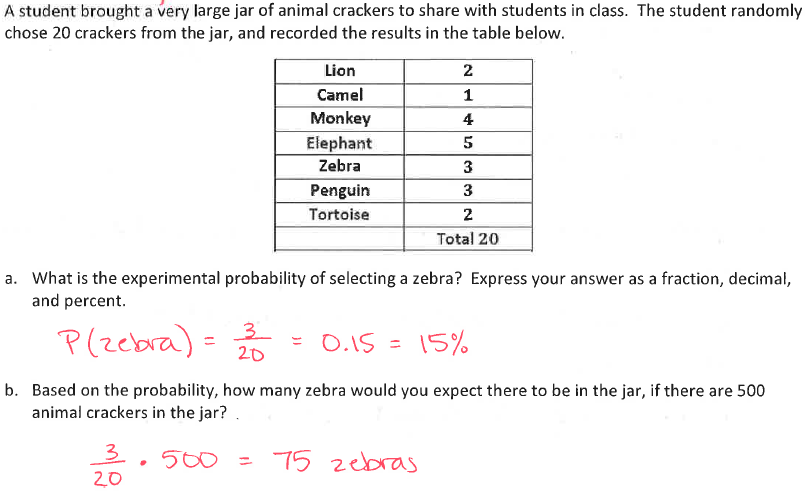 A student brought a very large jar of animal crackers to share with students in class. The student randomly
chose 20 crackers from the jar, and recorded the results in the table below.
Lion 2
Camel 1
Monkey 4
Elephant 5
Zebra 3
Penguin 3
Tortoise 2
Total 20
a. What is the experimental probability of selecting a zebra? Express your answer as a fraction, decimal,
and percent.
P(zebra) = 3/20 = 0.15 = 15%
b. Based on the probability, how many zebra would you expect there to be in the jar, if there are 500
animal crackers in the jar?
3/20 · 500 = 75 zebras